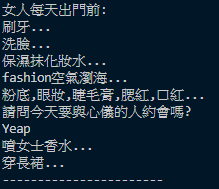 女人每天出門前:
刷牙...
洗臉...
保濕抹化妝水...
fashion空氣瀏海...
粉底,眼妝,睫毛膏,腮紅,口紅...
請問今天要與心儀的人約會嗎?
Yeap
噴女士香水...
穿長裙...
-----------------------